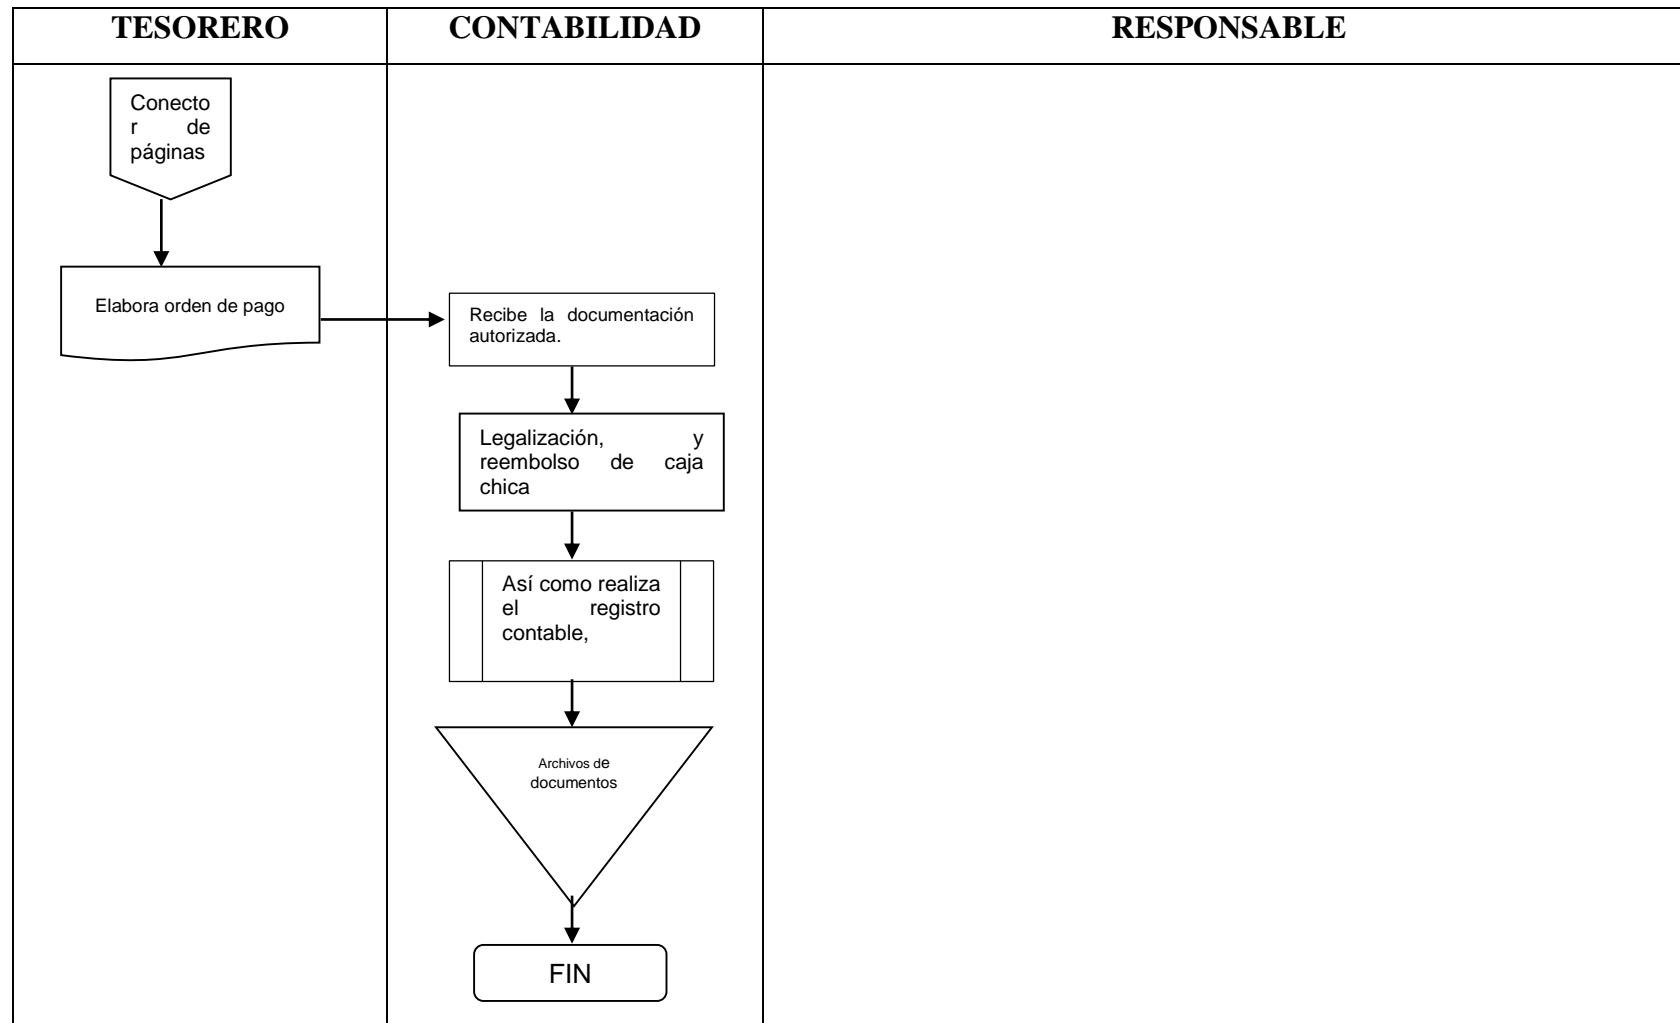 TESORERO
CONTABILIDAD
RESPONSABLE
Conecto
r de
páginas
Elabora orden de pago
Recibe la documentación
autorizada.
Legalización, y
reembolso de caja
chica
Así como realiza
el registro
contable,
Archivos de
documentos
FIN